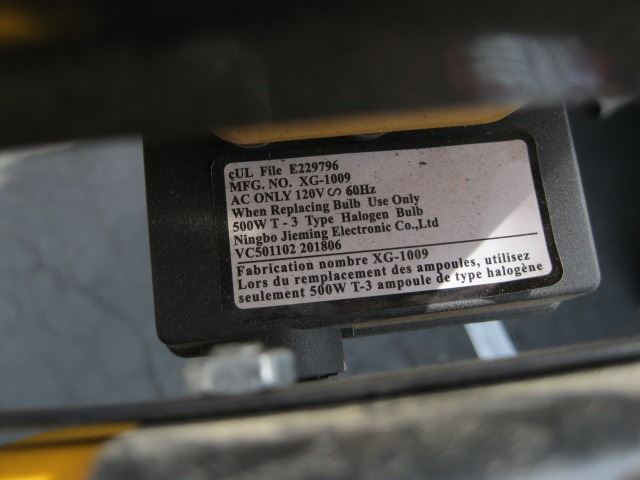 cUL File E229796
MFG. NO. XG-1009
AC ONLY 120V ∽ 60Hz
When Replacing Bulb Use Only
500W T - 3 Type Halogen Bulb
Ningbo Jieming Electronic Co.,Ltd
VC501102 201806
Fabrication nombre XG-1009
Lors du remplacement des ampoules, utilisez
seulement 500W T-3 ampoule de type halogène